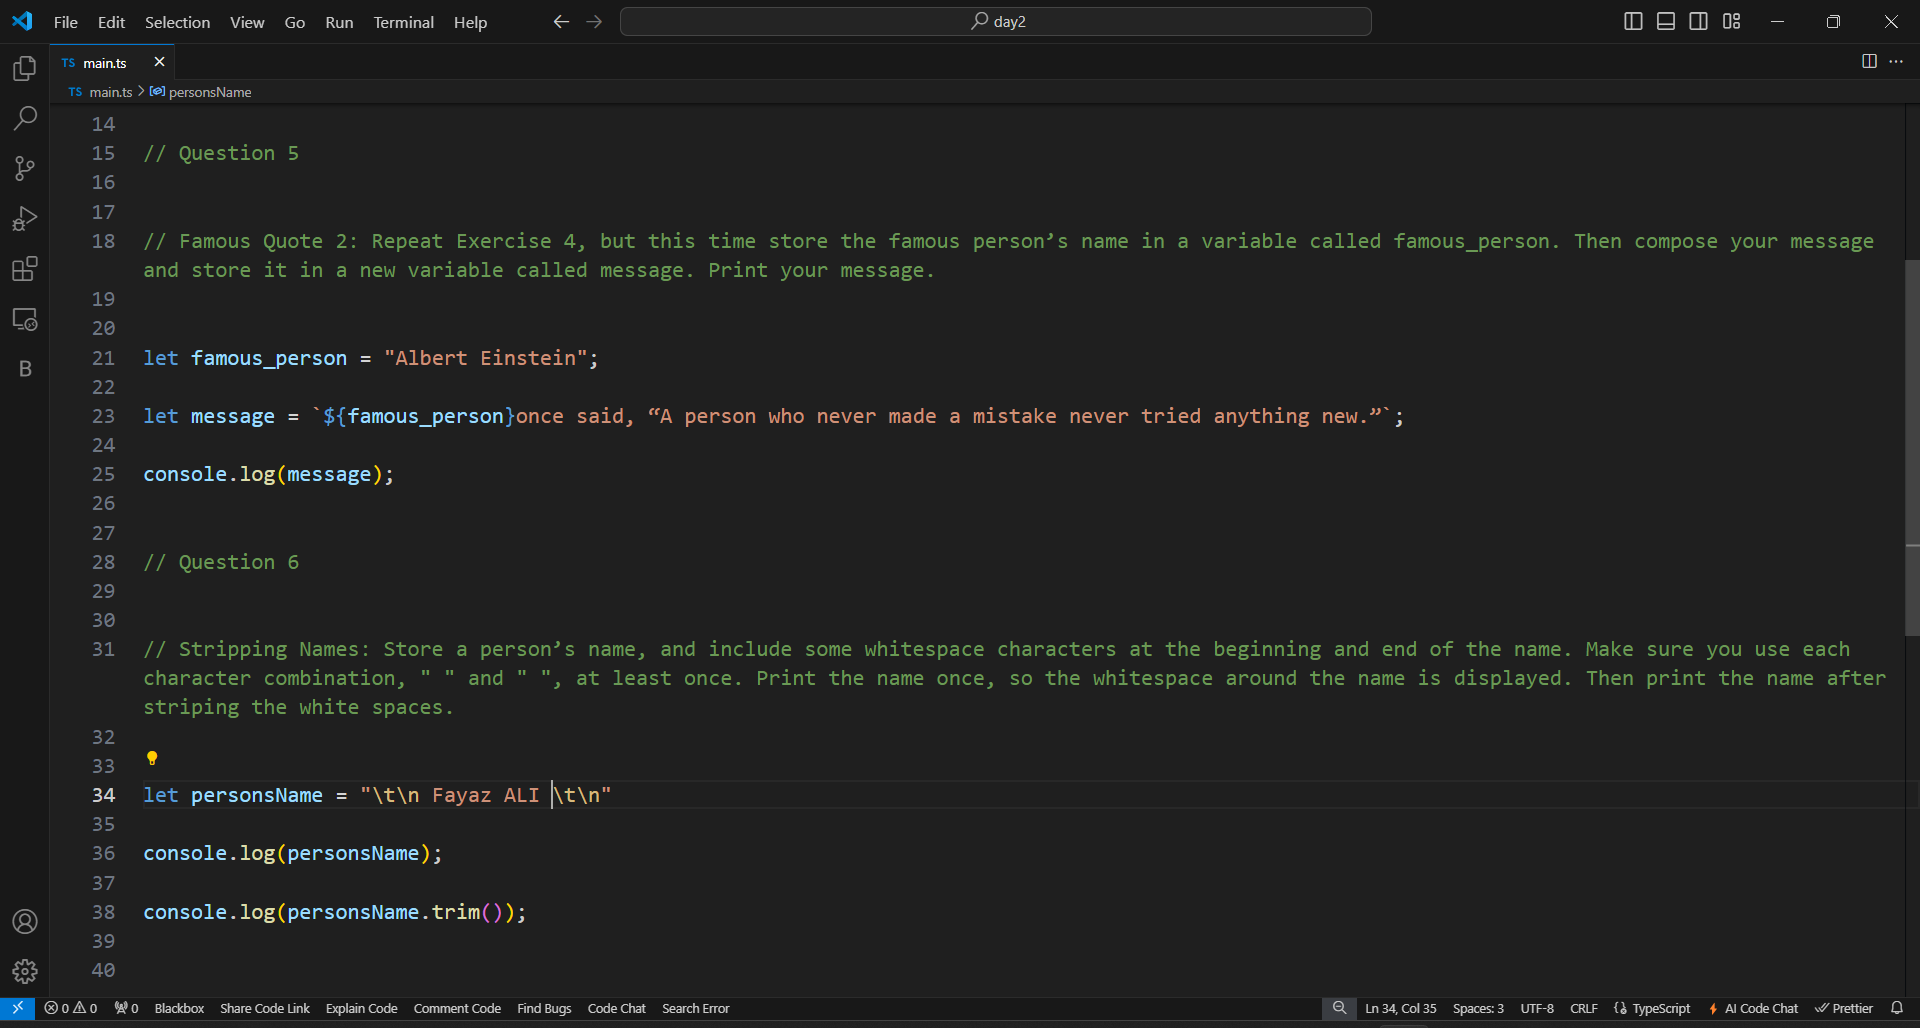 File Edit Selection View Go Run Terminal Help
day2
TS main.ts
TS main.ts > personsName
14
15 // Question 5
16
17
18 // Famous Quote 2: Repeat Exercise 4, but this time store the famous person’s name in a variable called famous_person. Then compose your message
and store it in a new variable called message. Print your message.
19
20
21 let famous_person = "Albert Einstein";
22
23 let message = `${famous_person}once said, “A person who never made a mistake never tried anything new.”`;
24
25 console.log(message);
26
27
28 // Question 6
29
30
31 // Stripping Names: Store a person’s name, and include some whitespace characters at the beginning and end of the name. Make sure you use each
character combination, " " and " ", at least once. Print the name once, so the whitespace around the name is displayed. Then print the name after
striping the white spaces.
32
33
34 let personsName = "\t\n Fayaz ALI \t\n"
35
36 console.log(personsName);
37
38 console.log(personsName.trim());
39
40
B
0 0 0 Blackbox Share Code Link Explain Code Comment Code Find Bugs Code Chat Search Error Ln 34, Col 35 Spaces: 3 UTF-8 CRLF {} TypeScript AI Code Chat Prettier